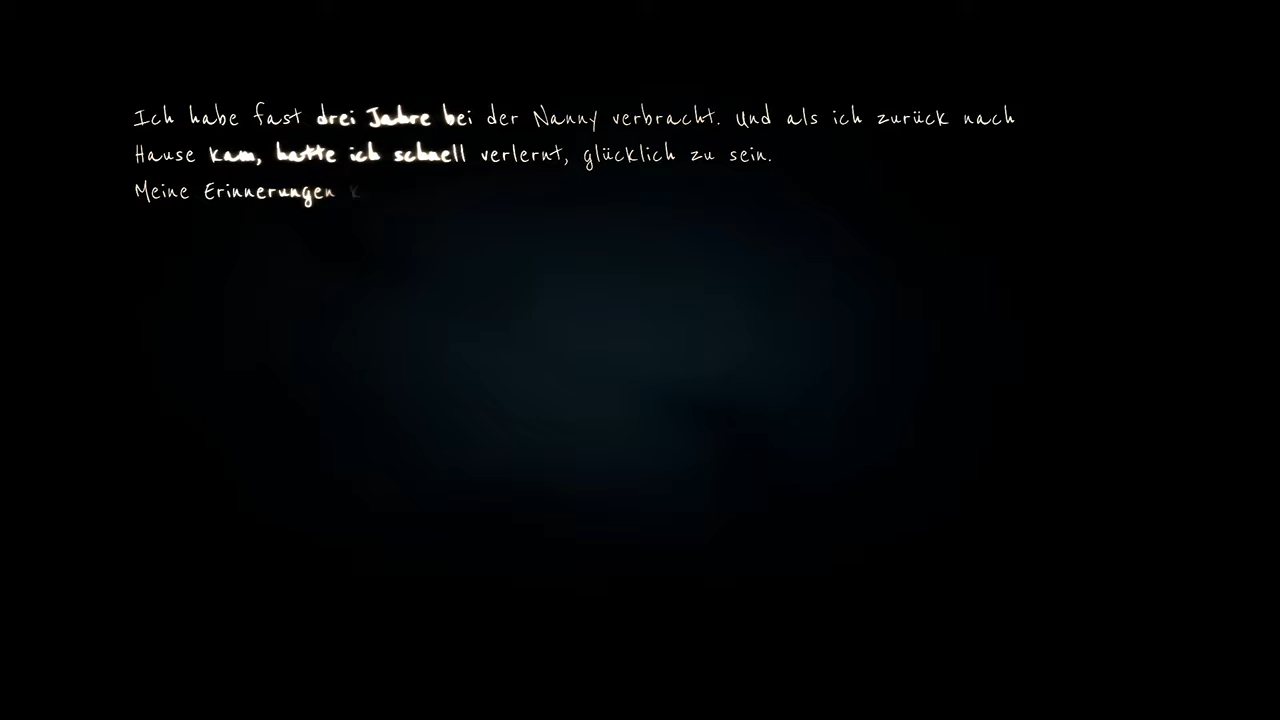 Ich habe fast drei Jahre bei der Nanny verbracht. Und als ich zurück nach
Hause kam, hatte ich schnell verlernt, glücklich zu sein.
Meine Erinnerungen